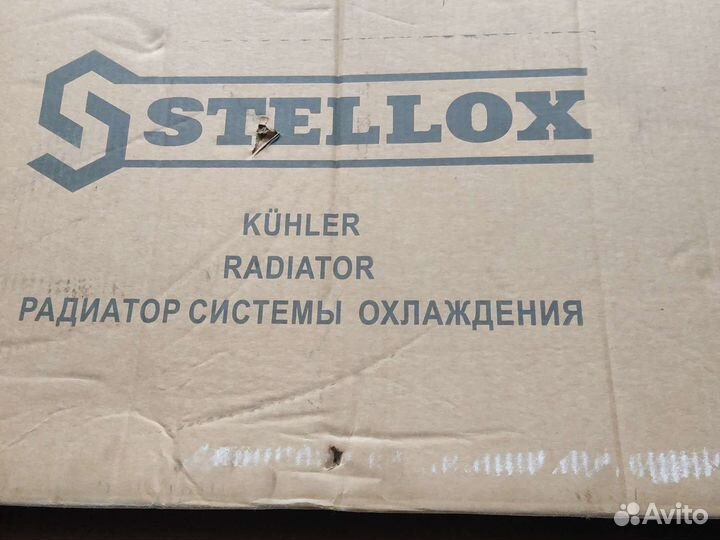 STELLOX
KÜHLER
RADIATOR
РАДИАТОР СИСТЕМЫ ОХЛАЖДЕНИЯ
Avito